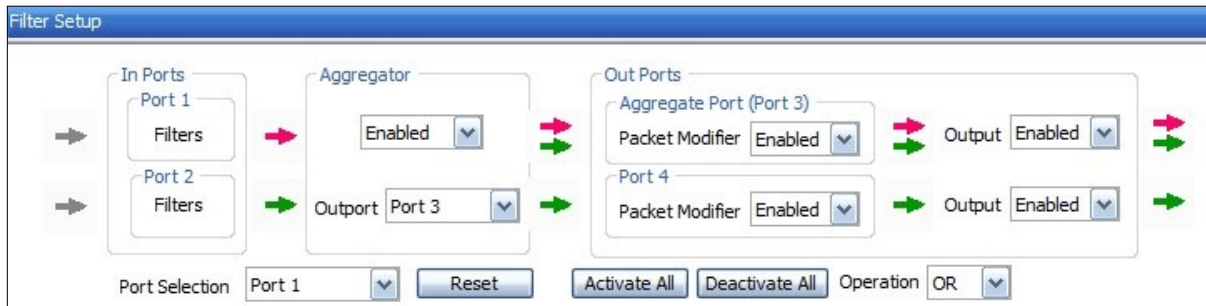 Filter Setup
In Ports
Aggregator
Out Ports
Port 1
Filters
Enabled
Aggregate Port (Port 3)
Packet Modifier Enabled
Output Enabled
Port 2
Filters
Outport Port 3
Port 4
Packet Modifier Enabled
Output Enabled
Port Selection Port 1
Reset
Activate All
Deactivate All
Operation OR